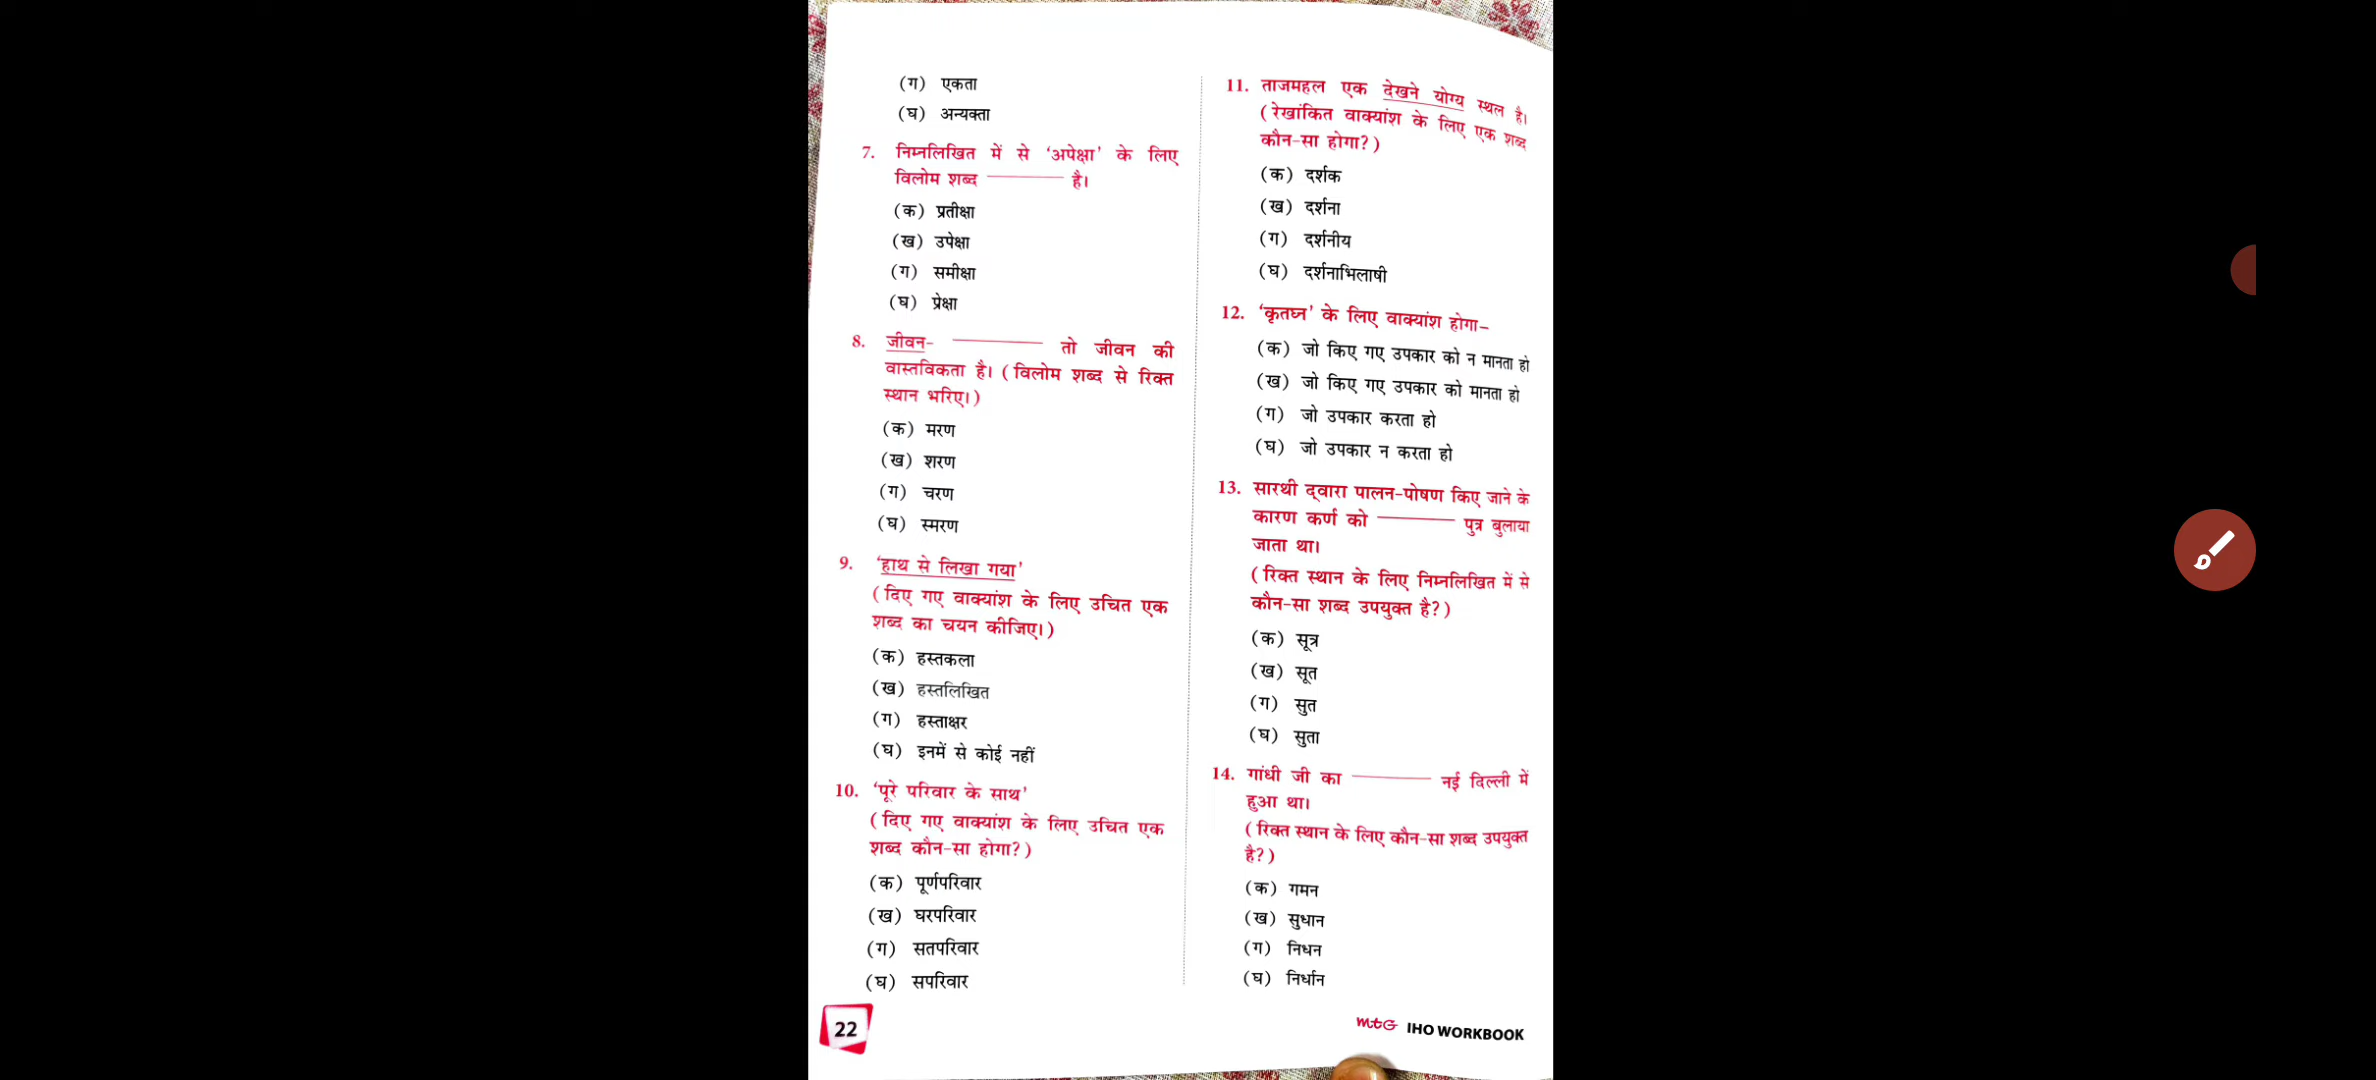 (ग) एकता
(घ) अन्यक्ता
7. निम्नलिखित में से ‘अपेक्षा’ के लिए
विलोम शब्द ———— है।
(क) प्रतीक्षा
(ख) उपेक्षा
(ग) समीक्षा
(घ) प्रेक्षा
8. जीवन- ———— तो जीवन की
वास्तविकता है। (विलोम शब्द से रिक्त
स्थान भरिए।)
(क) मरण
(ख) शरण
(ग) चरण
(घ) स्मरण
9. ‘हाथ से लिखा गया’
(दिए गए वाक्यांश के लिए उचित एक
शब्द का चयन कीजिए।)
(क) हस्तकला
(ख) हस्तलिखित
(ग) हस्ताक्षर
(घ) इनमें से कोई नहीं
10. ‘पूरे परिवार के साथ’
(दिए गए वाक्यांश के लिए उचित एक
शब्द कौन-सा होगा?)
(क) पूर्णपरिवार
(ख) घरपरिवार
(ग) सतपरिवार
(घ) सपरिवार
11. ताजमहल एक देखने योग्य स्थल है।
(रेखांकित वाक्यांश के लिए एक शब्द
कौन-सा होगा?)
(क) दर्शक
(ख) दर्शना
(ग) दर्शनीय
(घ) दर्शनाभिलाषी
12. ‘कृतघ्न’ के लिए वाक्यांश होगा–
(क) जो किए गए उपकार को न मानता हो
(ख) जो किए गए उपकार को मानता हो
(ग) जो उपकार करता हो
(घ) जो उपकार न करता हो
13. सारथी द्‌वारा पालन-पोषण किए जाने के
कारण कर्ण को ———— पुत्र बुलाया
जाता था।
(रिक्त स्थान के लिए निम्नलिखित में से
कौन-सा शब्द उपयुक्त है?)
(क) सूत्र
(ख) सूत
(ग) सुत
(घ) सुता
14. गांधी जी का ———— नई दिल्ली में
हुआ था।
(रिक्त स्थान के लिए कौन-सा शब्द उपयुक्त
है?)
(क) गमन
(ख) सुधान
(ग) निधन
(घ) निर्धान
22
mtG IHO WORKBOOK